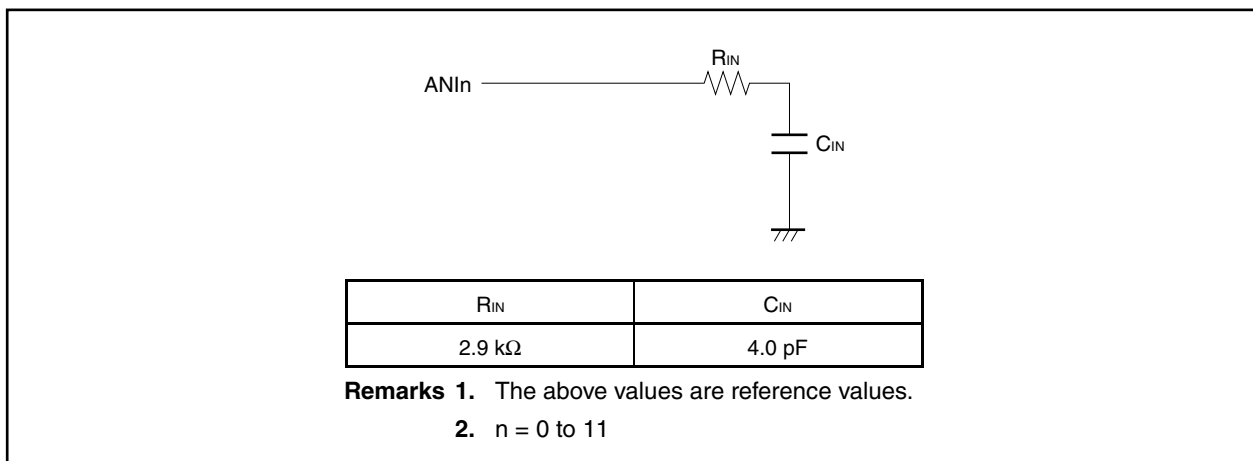 RIN
ANIn
CIN
RIN CIN
2.9 kΩ 4.0 pF
Remarks 1. The above values are reference values.
2. n = 0 to 11